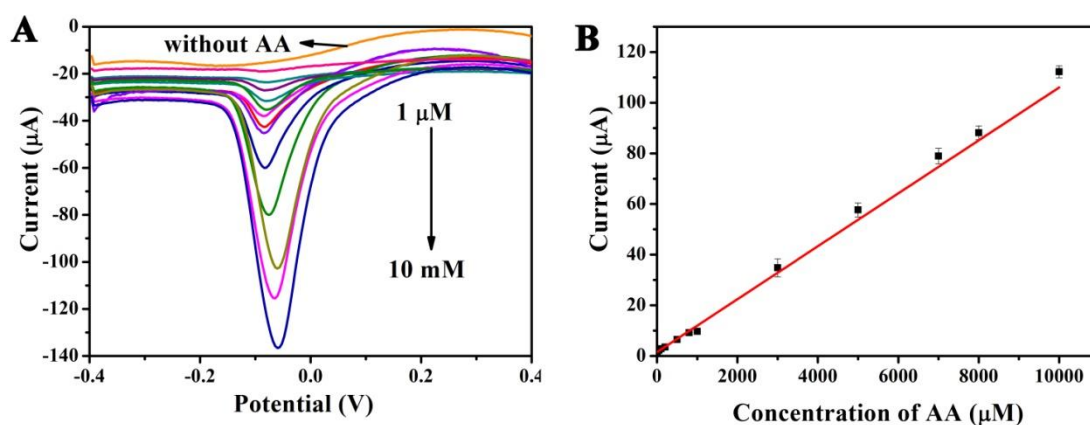 A
without AA
1 μM
10 mM
Current (μA)
0
-20
-40
-60
-80
-100
-120
-140
-0.4
-0.2
0.0
0.2
0.4
Potential (V)
B
Current (μA)
120
100
80
60
40
20
0
0
2000
4000
6000
8000
10000
Concentration of AA (μM)